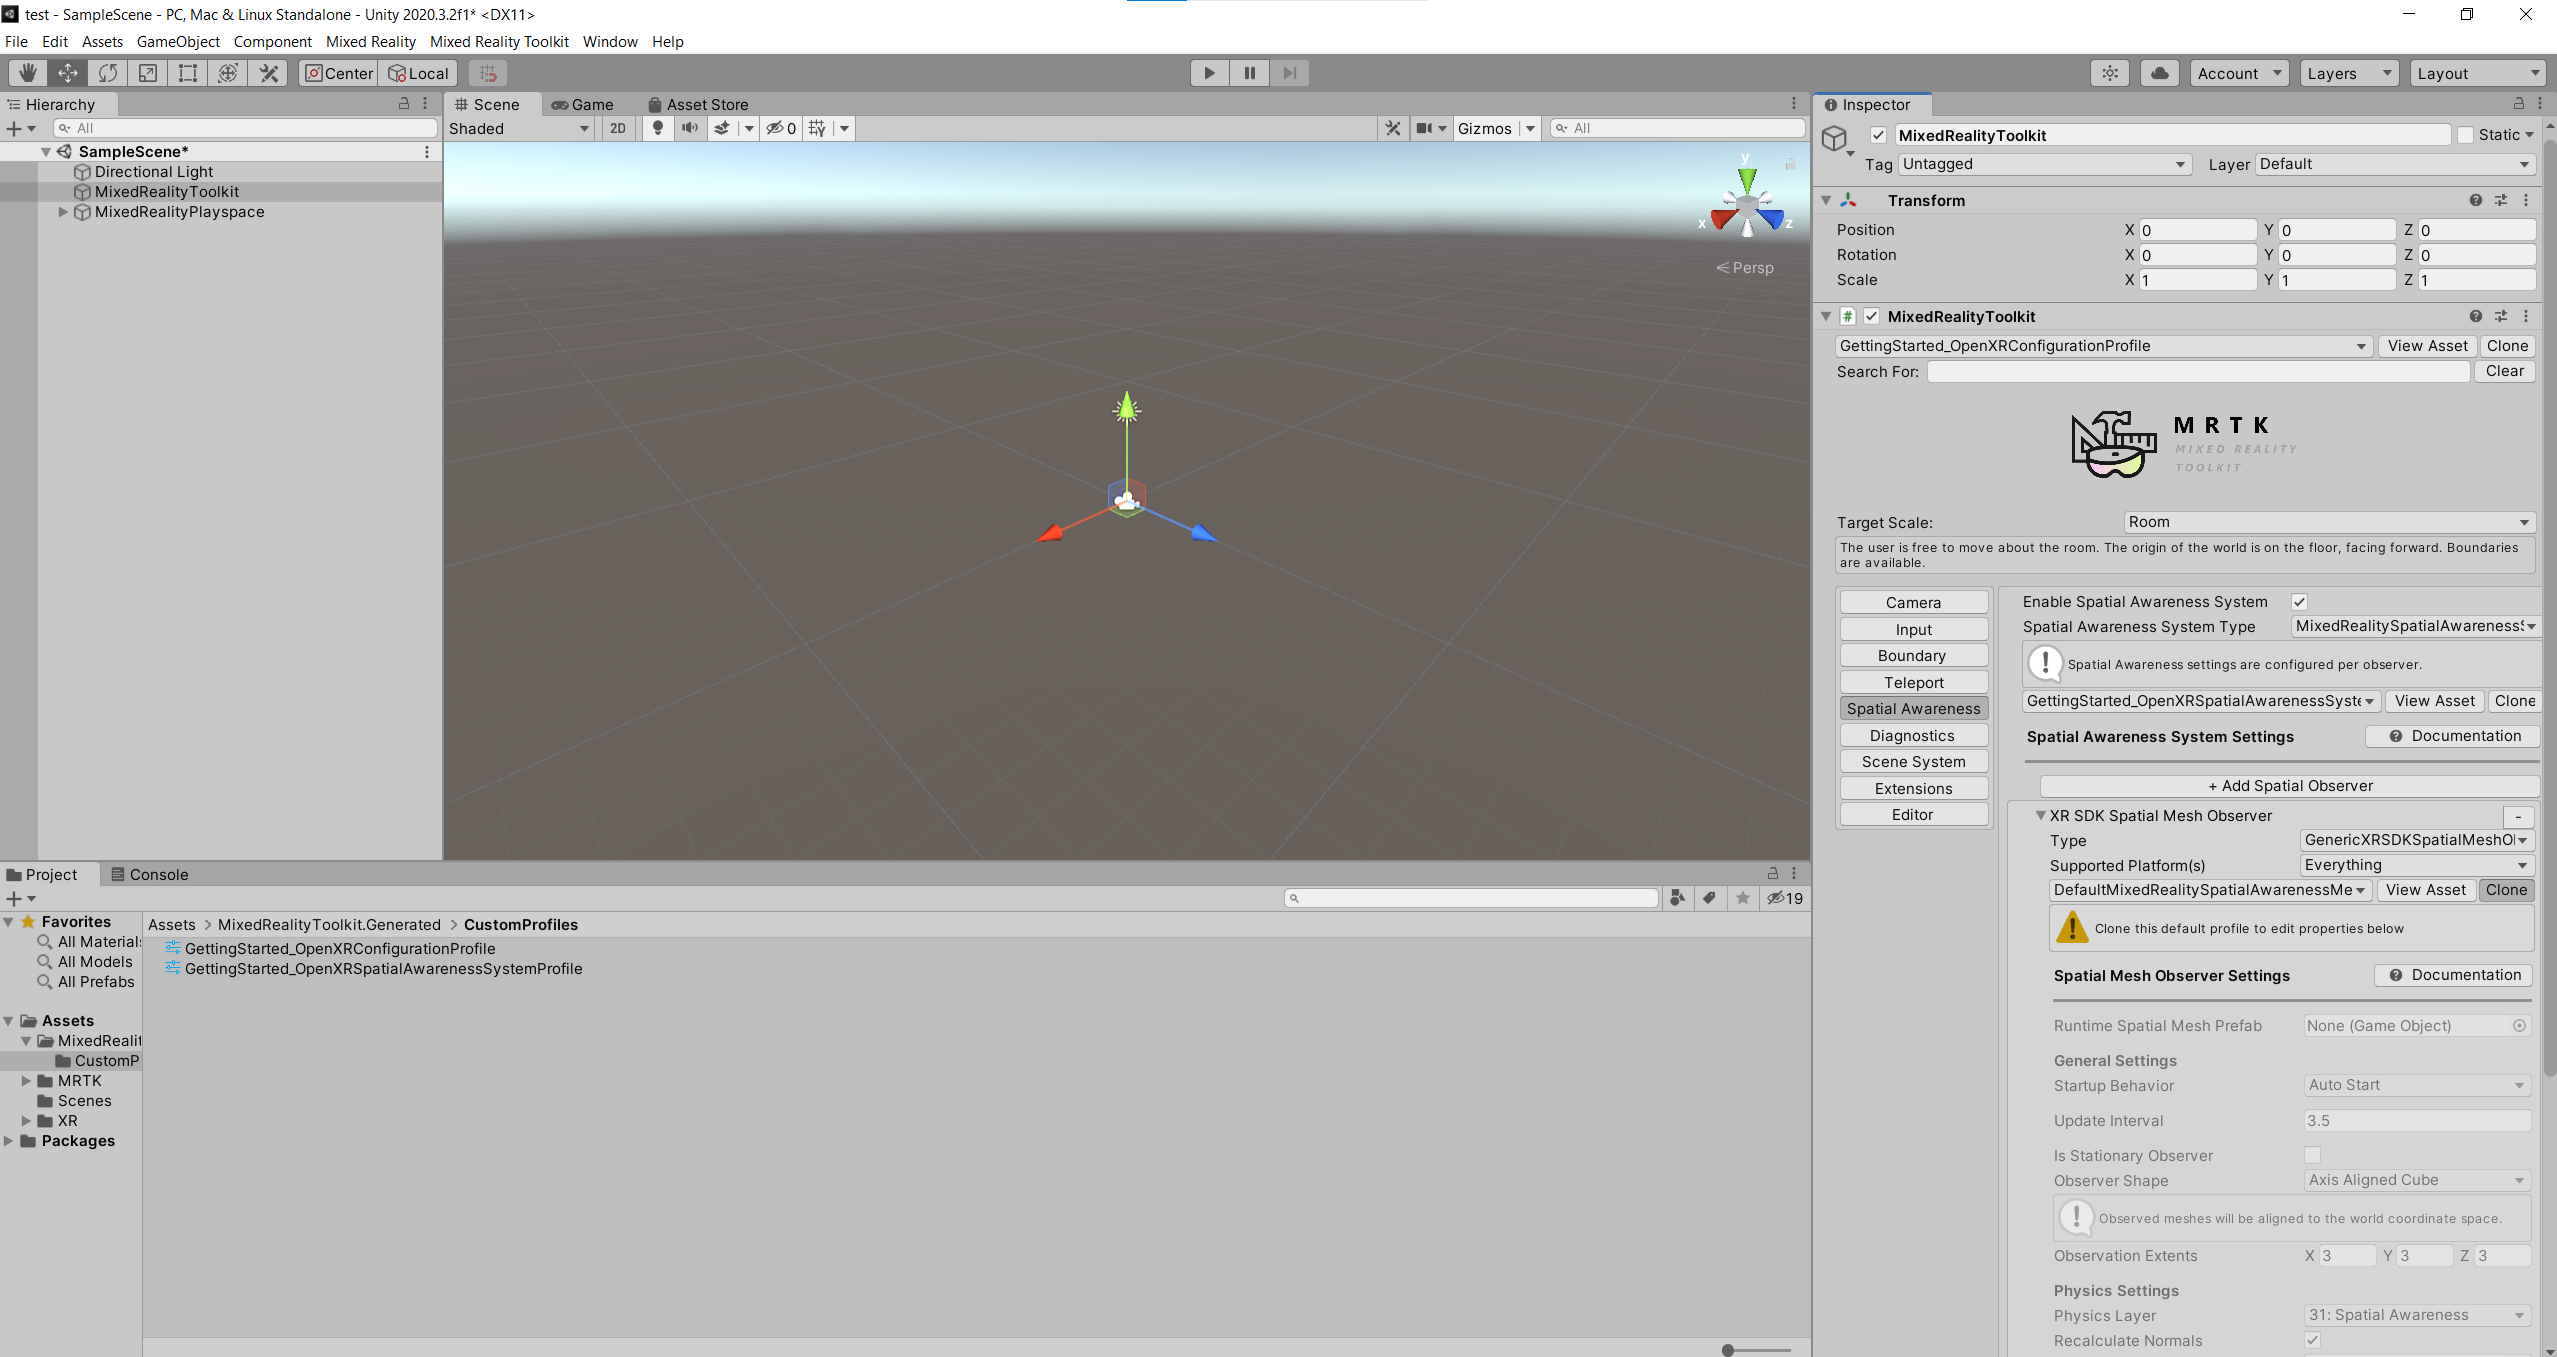 test - SampleScene - PC, Mac & Linux Standalone - Unity 2020.3.2f1* <DX11>
File Edit Assets GameObject Component Mixed Reality Mixed Reality Toolkit Window Help
Center Local
Account Layers Layout
Hierarchy
All
SampleScene*
Directional Light
MixedRealityToolkit
MixedRealityPlayspace
Scene Game Asset Store
Shaded 2D 0 Gizmos All
y
x z
Persp
Inspector
MixedRealityToolkit Static
Tag Untagged Layer Default
Transform
Position X 0 Y 0 Z 0
Rotation X 0 Y 0 Z 0
Scale X 1 Y 1 Z 1
# MixedRealityToolkit
GettingStarted_OpenXRConfigurationProfile View Asset Clone
Search For: Clear
MRTK
MIXED REALITY
TOOLKIT
Target Scale: Room
The user is free to move about the room. The origin of the world is on the floor, facing forward. Boundaries
are available.
Camera
Input
Boundary
Teleport
Spatial Awareness
Diagnostics
Scene System
Extensions
Editor
Enable Spatial Awareness System
Spatial Awareness System Type MixedRealitySpatialAwarenessS
Spatial Awareness settings are configured per observer.
GettingStarted_OpenXRSpatialAwarenessSyste View Asset Clone
Spatial Awareness System Settings Documentation
+ Add Spatial Observer
XR SDK Spatial Mesh Observer -
Type GenericXRSDKSpatialMeshOl
Supported Platform(s) Everything
DefaultMixedRealitySpatialAwarenessMe View Asset Clone
Clone this default profile to edit properties below
Spatial Mesh Observer Settings Documentation
Runtime Spatial Mesh Prefab None (Game Object)
General Settings
Startup Behavior Auto Start
Update Interval 3.5
Is Stationary Observer
Observer Shape Axis Aligned Cube
Observed meshes will be aligned to the world coordinate space.
Observation Extents X 3 Y 3 Z 3
Physics Settings
Physics Layer 31: Spatial Awareness
Recalculate Normals
Project Console
19
Favorites
All Material
All Models
All Prefabs
Assets
MixedRealit
CustomP
MRTK
Scenes
XR
Packages
Assets > MixedRealityToolkit.Generated > CustomProfiles
GettingStarted_OpenXRConfigurationProfile
GettingStarted_OpenXRSpatialAwarenessSystemProfile